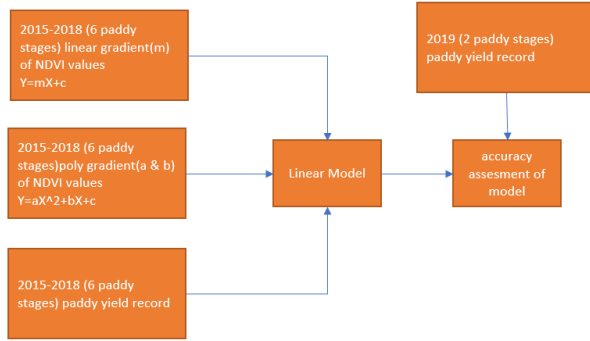 2015-2018 (6 paddy
stages) linear gradient(m)
of NDVI values
Y=mX+c
2019 (2 paddy stages)
paddy yield record
2015-2018 (6 paddy
stages)poly gradient(a & b)
of NDVI values
Y=aX^2+bX+c
Linear Model
accuracy
assesment of
model
2015-2018 (6 paddy
stages) paddy yield record